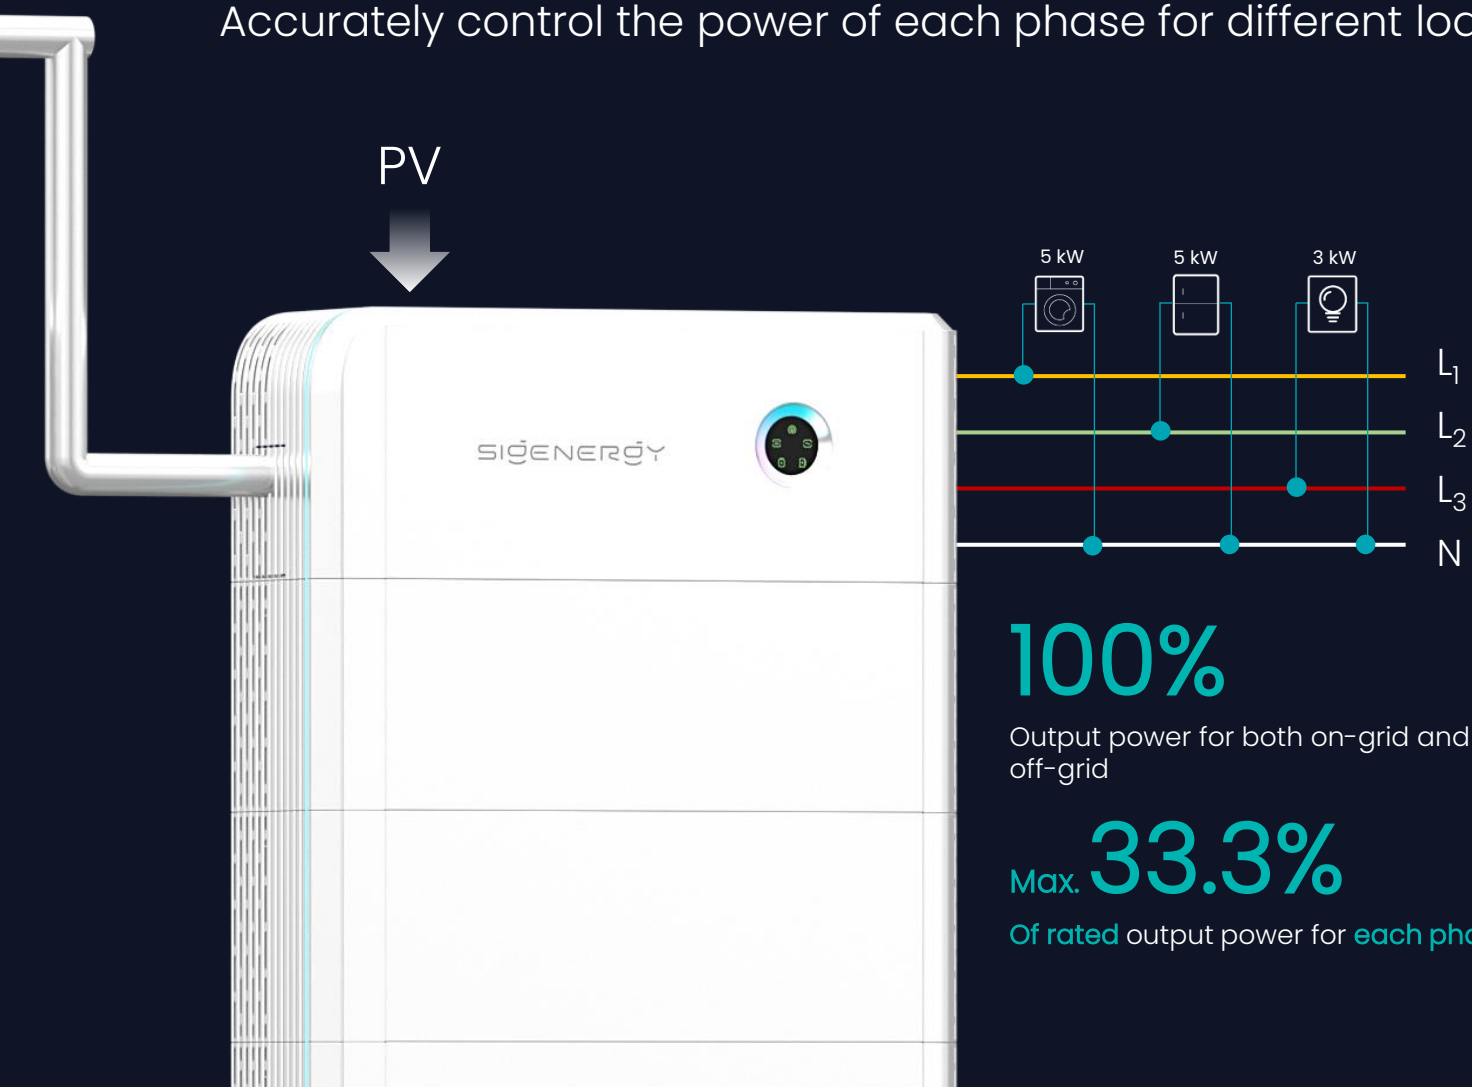 Accurately control the power of each phase for different
PV
5 kW
5 kW
3 kW
SIGENERGY
L1
L2
L3
N
100%
Output power for both on-grid and
off-grid
Max. 33.3%
Of rated output power for each